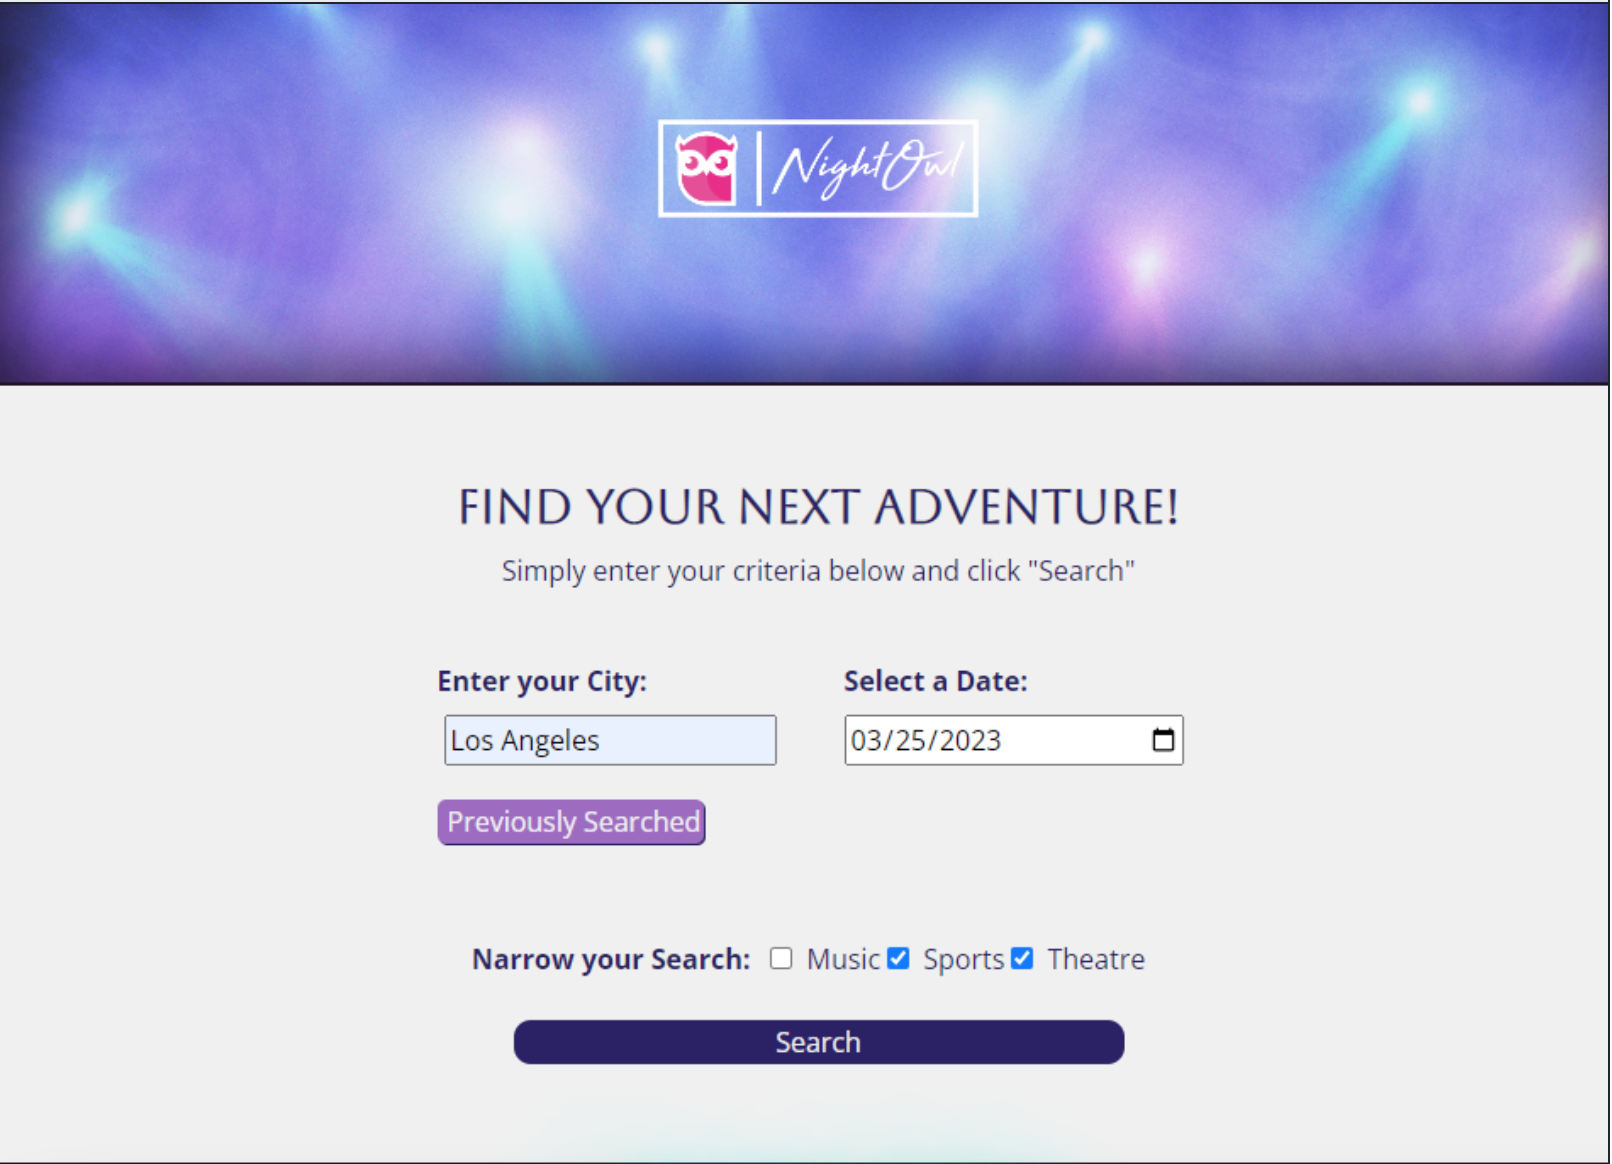 NightOwl
FIND YOUR NEXT ADVENTURE!
Simply enter your criteria below and click "Search"
Enter your City:
Select a Date:
Los Angeles
03/25/2023
Previously Searched
Narrow your Search: Music Sports Theatre
Search